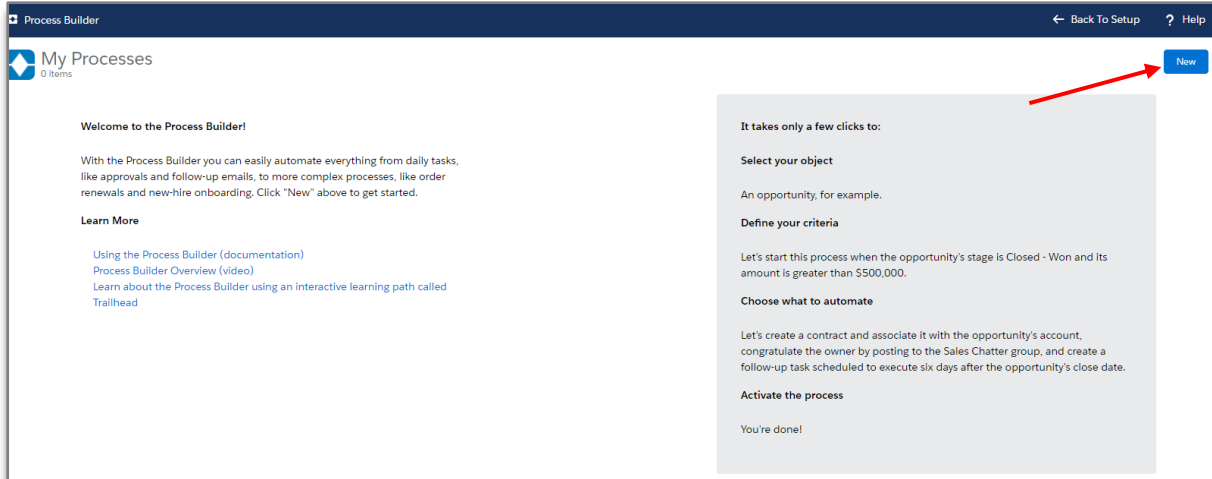 Process Builder
← Back To Setup
? Help
My Processes
0 Items
New
Welcome to the Process Builder!
With the Process Builder you can easily automate everything from daily tasks,
like approvals and follow-up emails, to more complex processes, like order
renewals and new-hire onboarding. Click "New" above to get started.
Learn More
Using the Process Builder (documentation)
Process Builder Overview (video)
Learn about the Process Builder using an interactive learning path called
Trailhead
It takes only a few clicks to:
Select your object
An opportunity, for example.
Define your criteria
Let's start this process when the opportunity's stage is Closed - Won and its
amount is greater than $500,000.
Choose what to automate
Let's create a contract and associate it with the opportunity's account,
congratulate the owner by posting to the Sales Chatter group, and create a
follow-up task scheduled to execute six days after the opportunity's close date.
Activate the process
You're done!